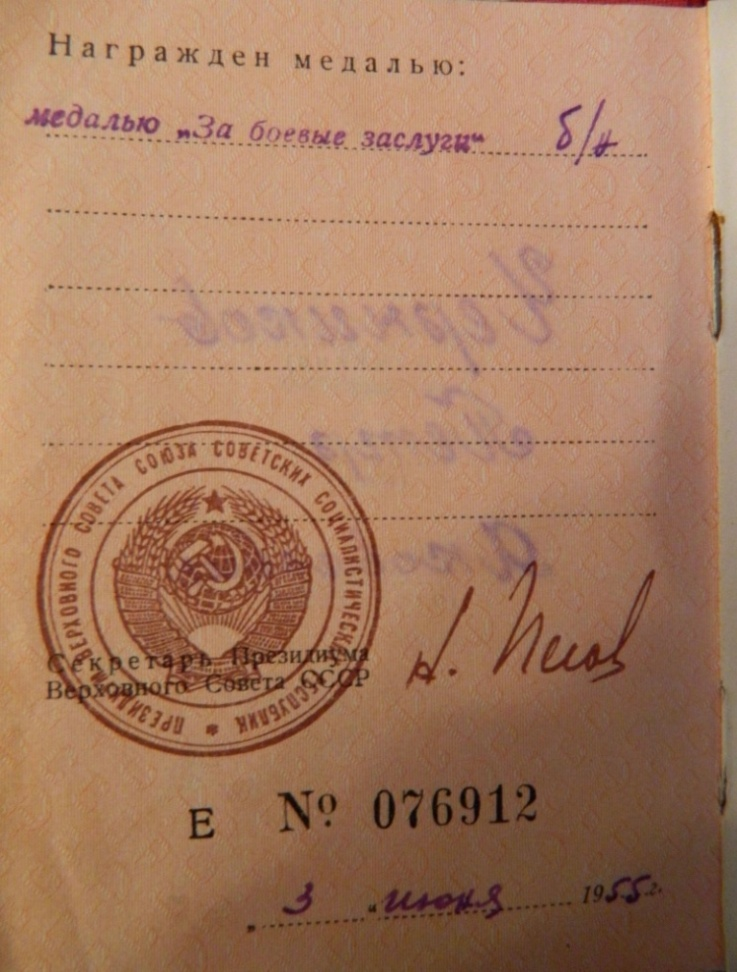 Награжден медалью:
медалью „За боевые заслуги“ б/н
ПРЕЗИДИУМ ВЕРХОВНОГО СОВЕТА СОЮЗА СОВЕТСКИХ СОЦИАЛИСТИЧЕСКИХ РЕСПУБЛИК *
Секретарь Президиума
Верховного Совета СССР
Н. Пегов
Е № 076912
„ 3 “ июня 1955 г.